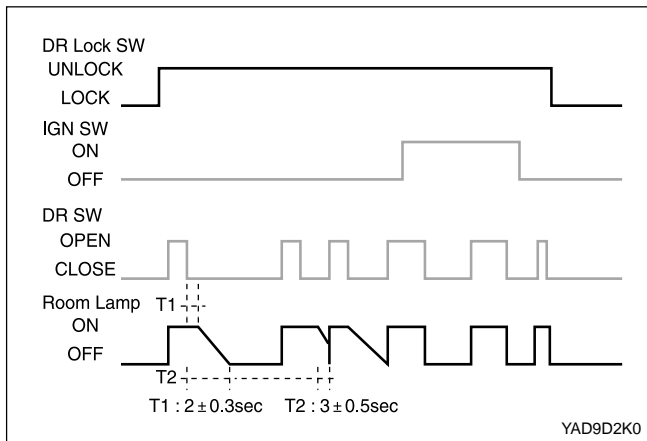 DR Lock SW
UNLOCK
LOCK
IGN SW
ON
OFF
DR SW
OPEN
CLOSE
Room Lamp T1
ON
OFF
T2
T1 : 2 ± 0.3sec T2 : 3 ± 0.5sec
YAD9D2K0